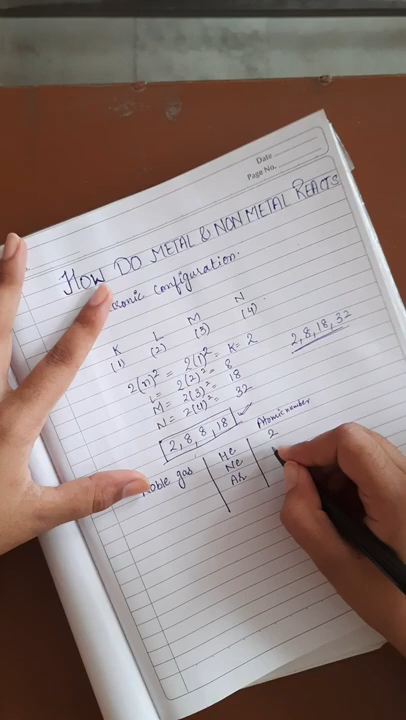 Date
Page No.
HOW DO METAL & NON METAL REACTS
ronic configuration.
K L M N
(1) (2) (3) (4)
2(n)² = 2(1)² = K = 2
L = 2(2)² = 8
M = 2(3)² = 18
N = 2(4)² = 32
2,8,18,32
2,8,8,18
Noble gas He Atomic number
Ne 2
Ar